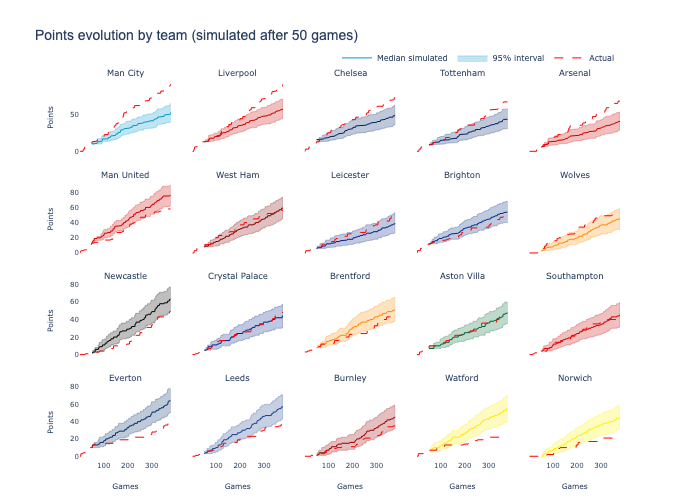 Points evolution by team (simulated after 50 games)
Median simulated 95% interval Actual
Man City Liverpool Chelsea Tottenham Arsenal
50
0
Points
Man United West Ham Leicester Brighton Wolves
80
60
40
20
0
Points
Newcastle Crystal Palace Brentford Aston Villa Southampton
80
60
40
20
0
Points
Everton Leeds Burnley Watford Norwich
80
60
40
20
0
Points
100 200 300 100 200 300 100 200 300 100 200 300 100 200 300
Games Games Games Games Games